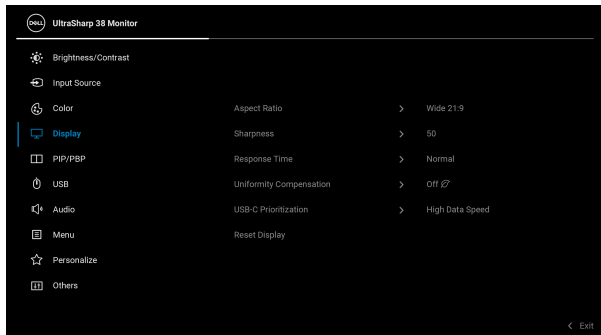 DELL UltraSharp 38 Monitor
Brightness/Contrast
Input Source
Color Aspect Ratio Wide 21:9
Display Sharpness 50
PIP/PBP Response Time Normal
USB Uniformity Compensation Off
Audio USB-C Prioritization High Data Speed
Menu Reset Display
Personalize
Others
Exit